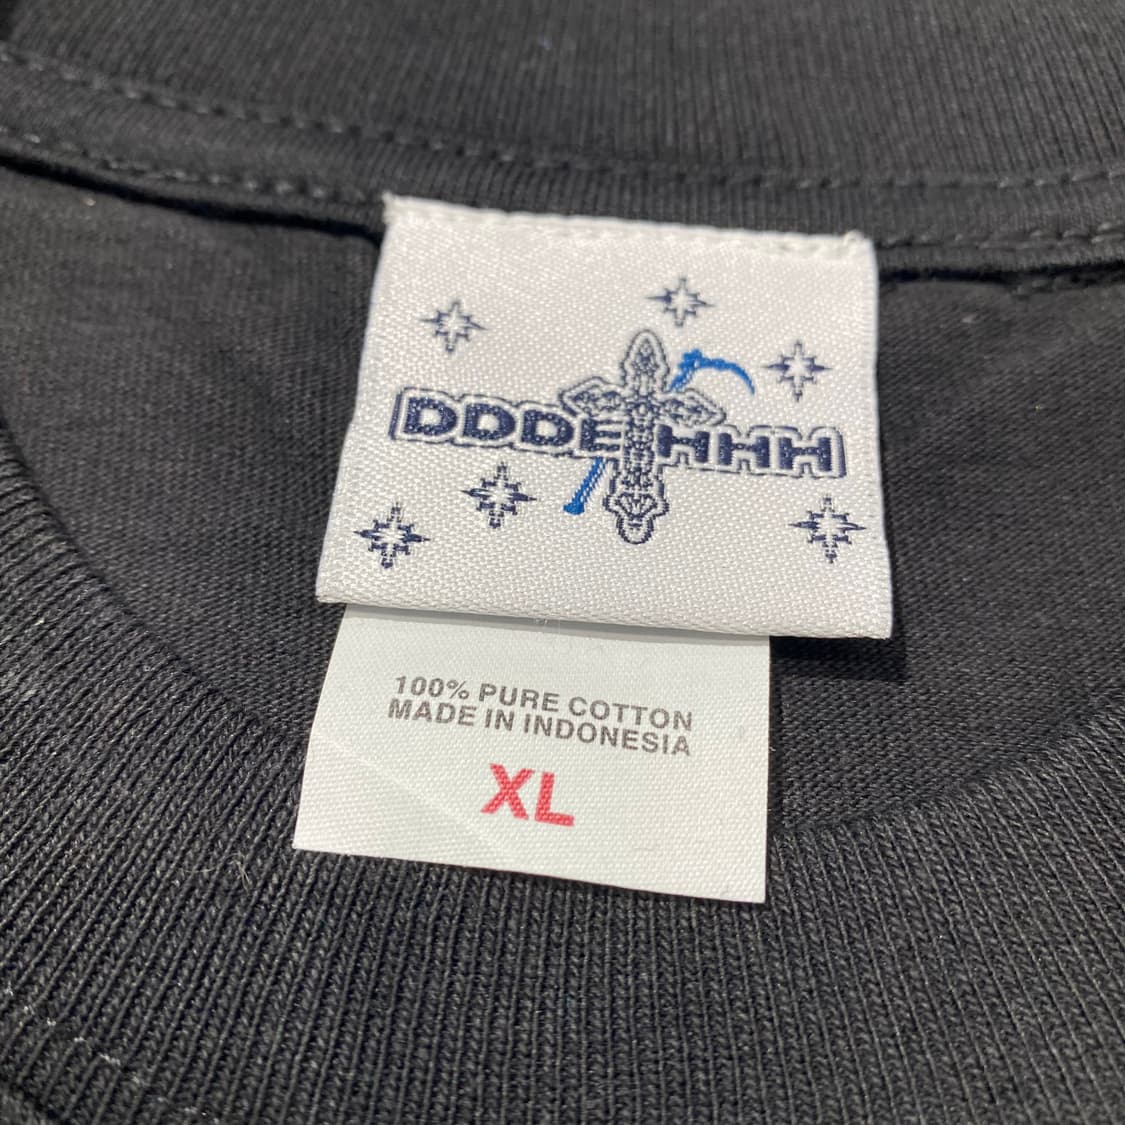 DDDEHHH
100% PURE COTTON
MADE IN INDONESIA
XL